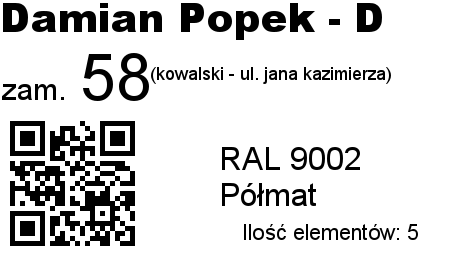 Damian Popek - D
zam. 58 (kowalski - ul. jana kazimierza)
RAL 9002
Półmat
Ilość elementów: 5